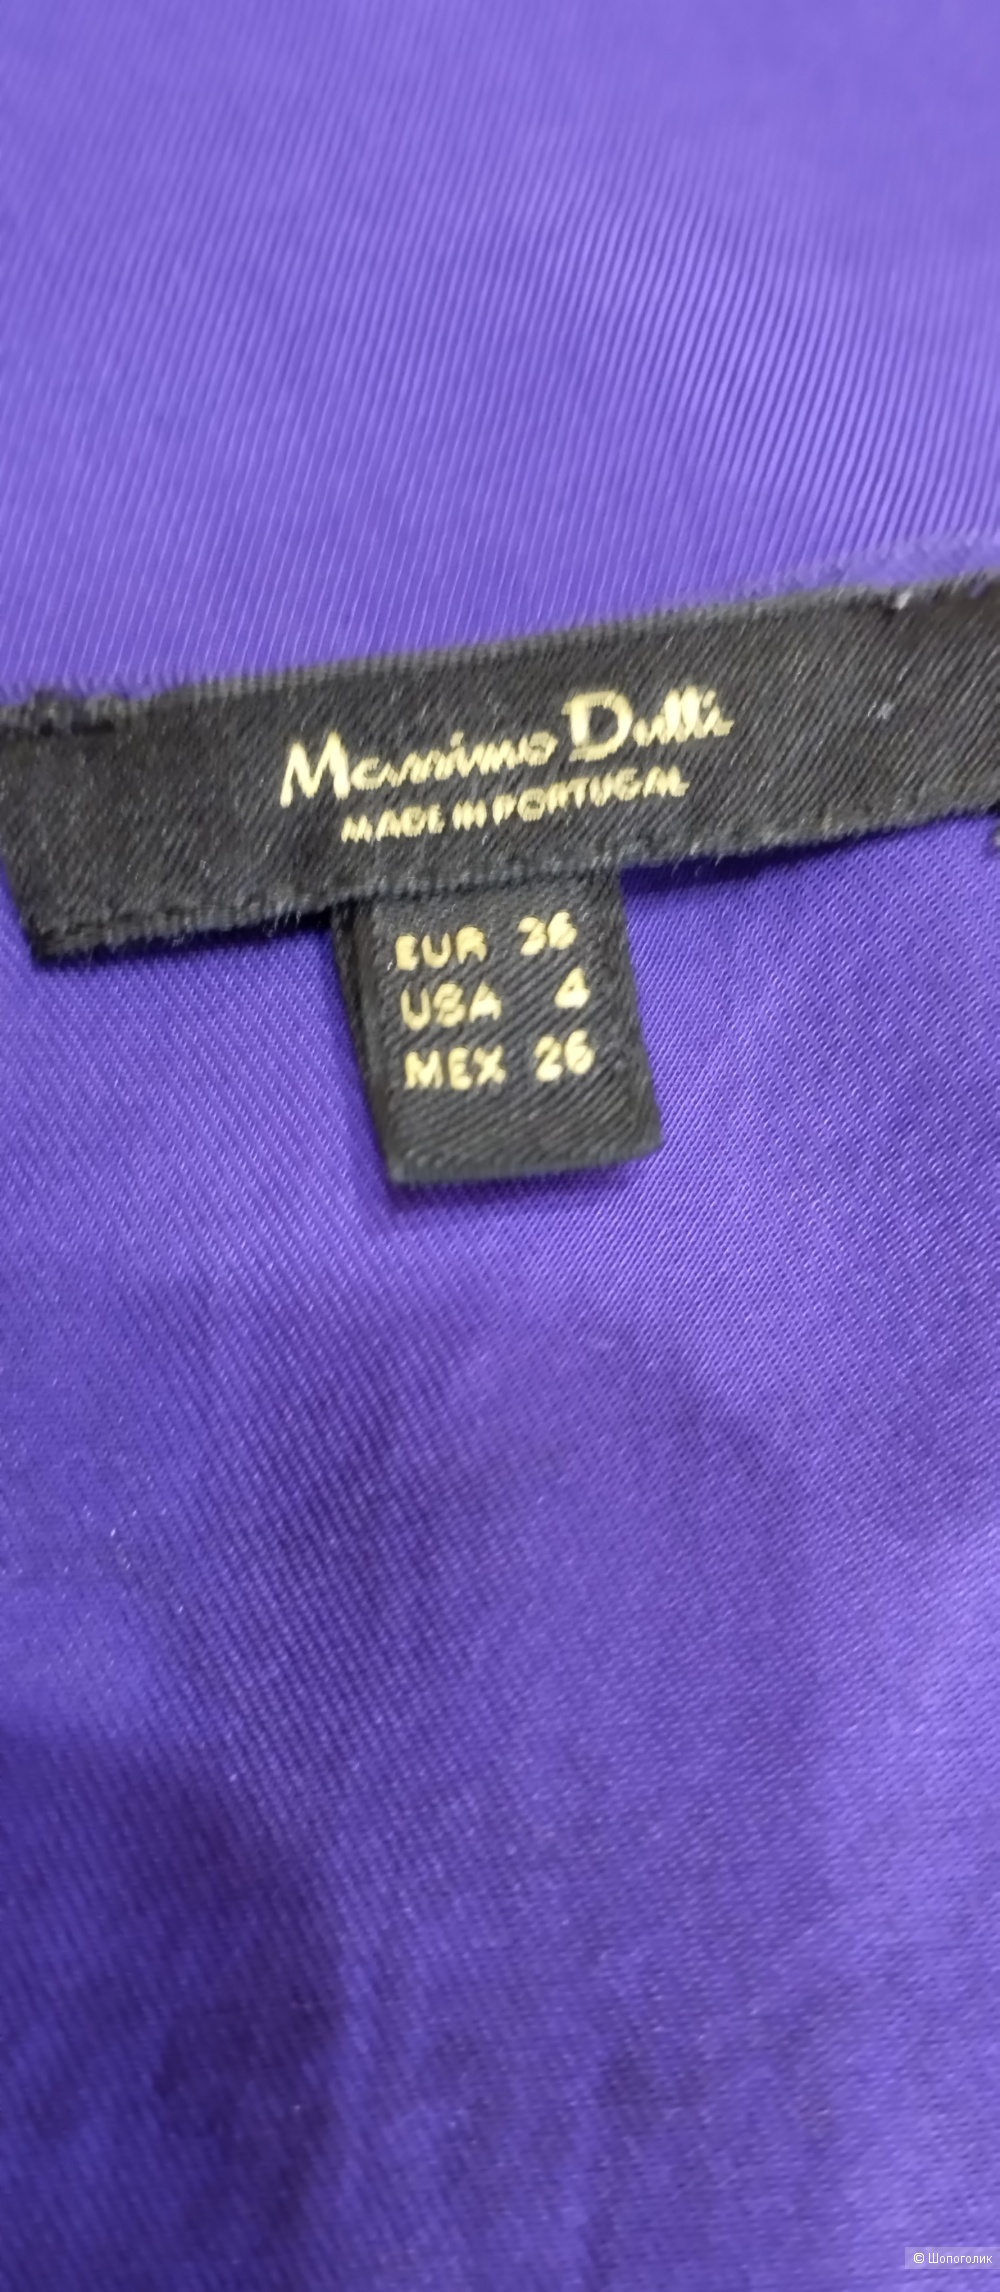 Massimo Dutti
MADE IN PORTUGAL
EUR 36
USA 4
MEX 26
© Шопоголик